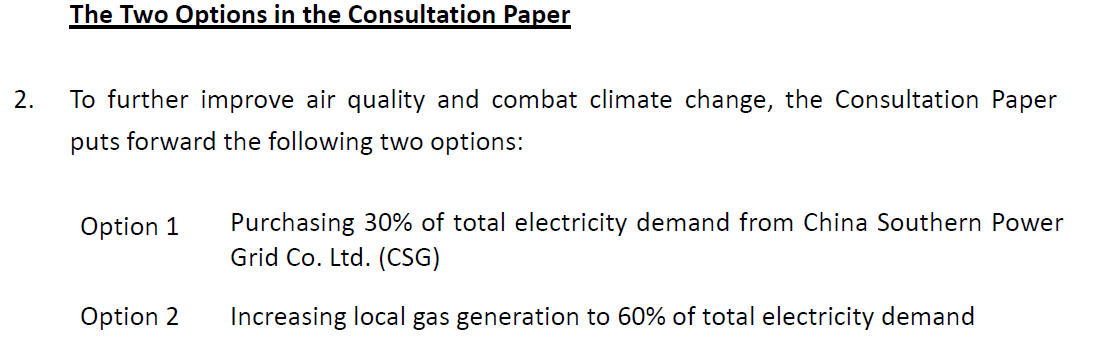 The Two Options in the Consultation Paper
2. To further improve air quality and combat climate change, the Consultation Paper
puts forward the following two options:
Option 1 Purchasing 30% of total electricity demand from China Southern Power
Grid Co. Ltd. (CSG)
Option 2 Increasing local gas generation to 60% of total electricity demand